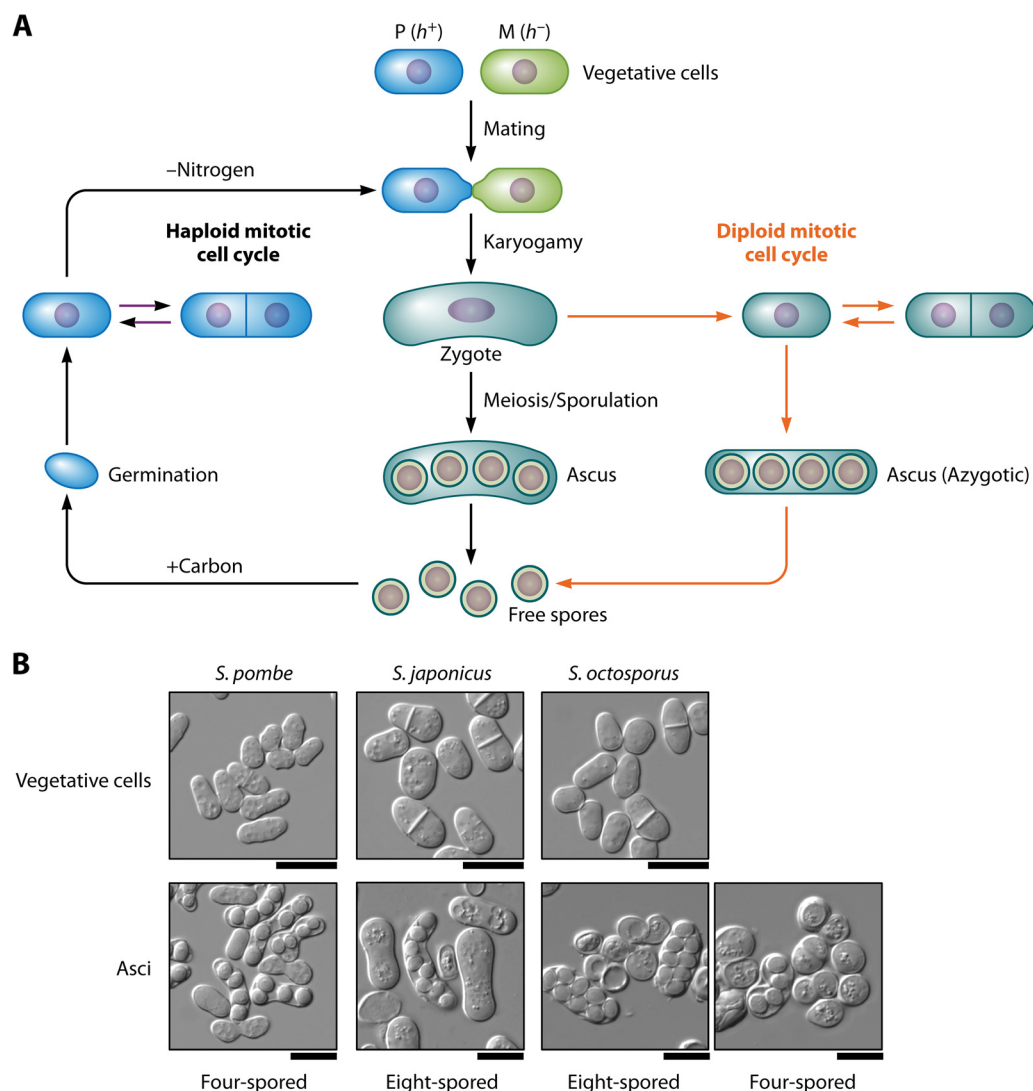 A
P (h⁺)
M (h⁻)
Vegetative cells
Mating
–Nitrogen
Karyogamy
Haploid mitotic
cell cycle
Diploid mitotic
cell cycle
Zygote
Meiosis/Sporulation
Germination
Ascus
Ascus (Azygotic)
+Carbon
Free spores
B
S. pombe
S. japonicus
S. octosporus
Vegetative cells
Asci
Four-spored
Eight-spored
Eight-spored
Four-spored